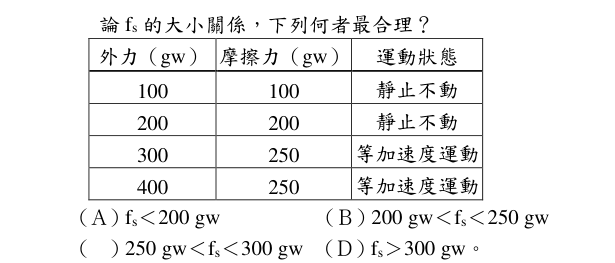 論 fs 的大小關係，下列何者最合理？
外力（gw） 摩擦力（gw） 運動狀態
100 100 靜止不動
200 200 靜止不動
300 250 等加速度運動
400 250 等加速度運動
（A）fs＜200 gw （B）200 gw＜fs＜250 gw
（ ）250 gw＜fs＜300 gw （D）fs＞300 gw。